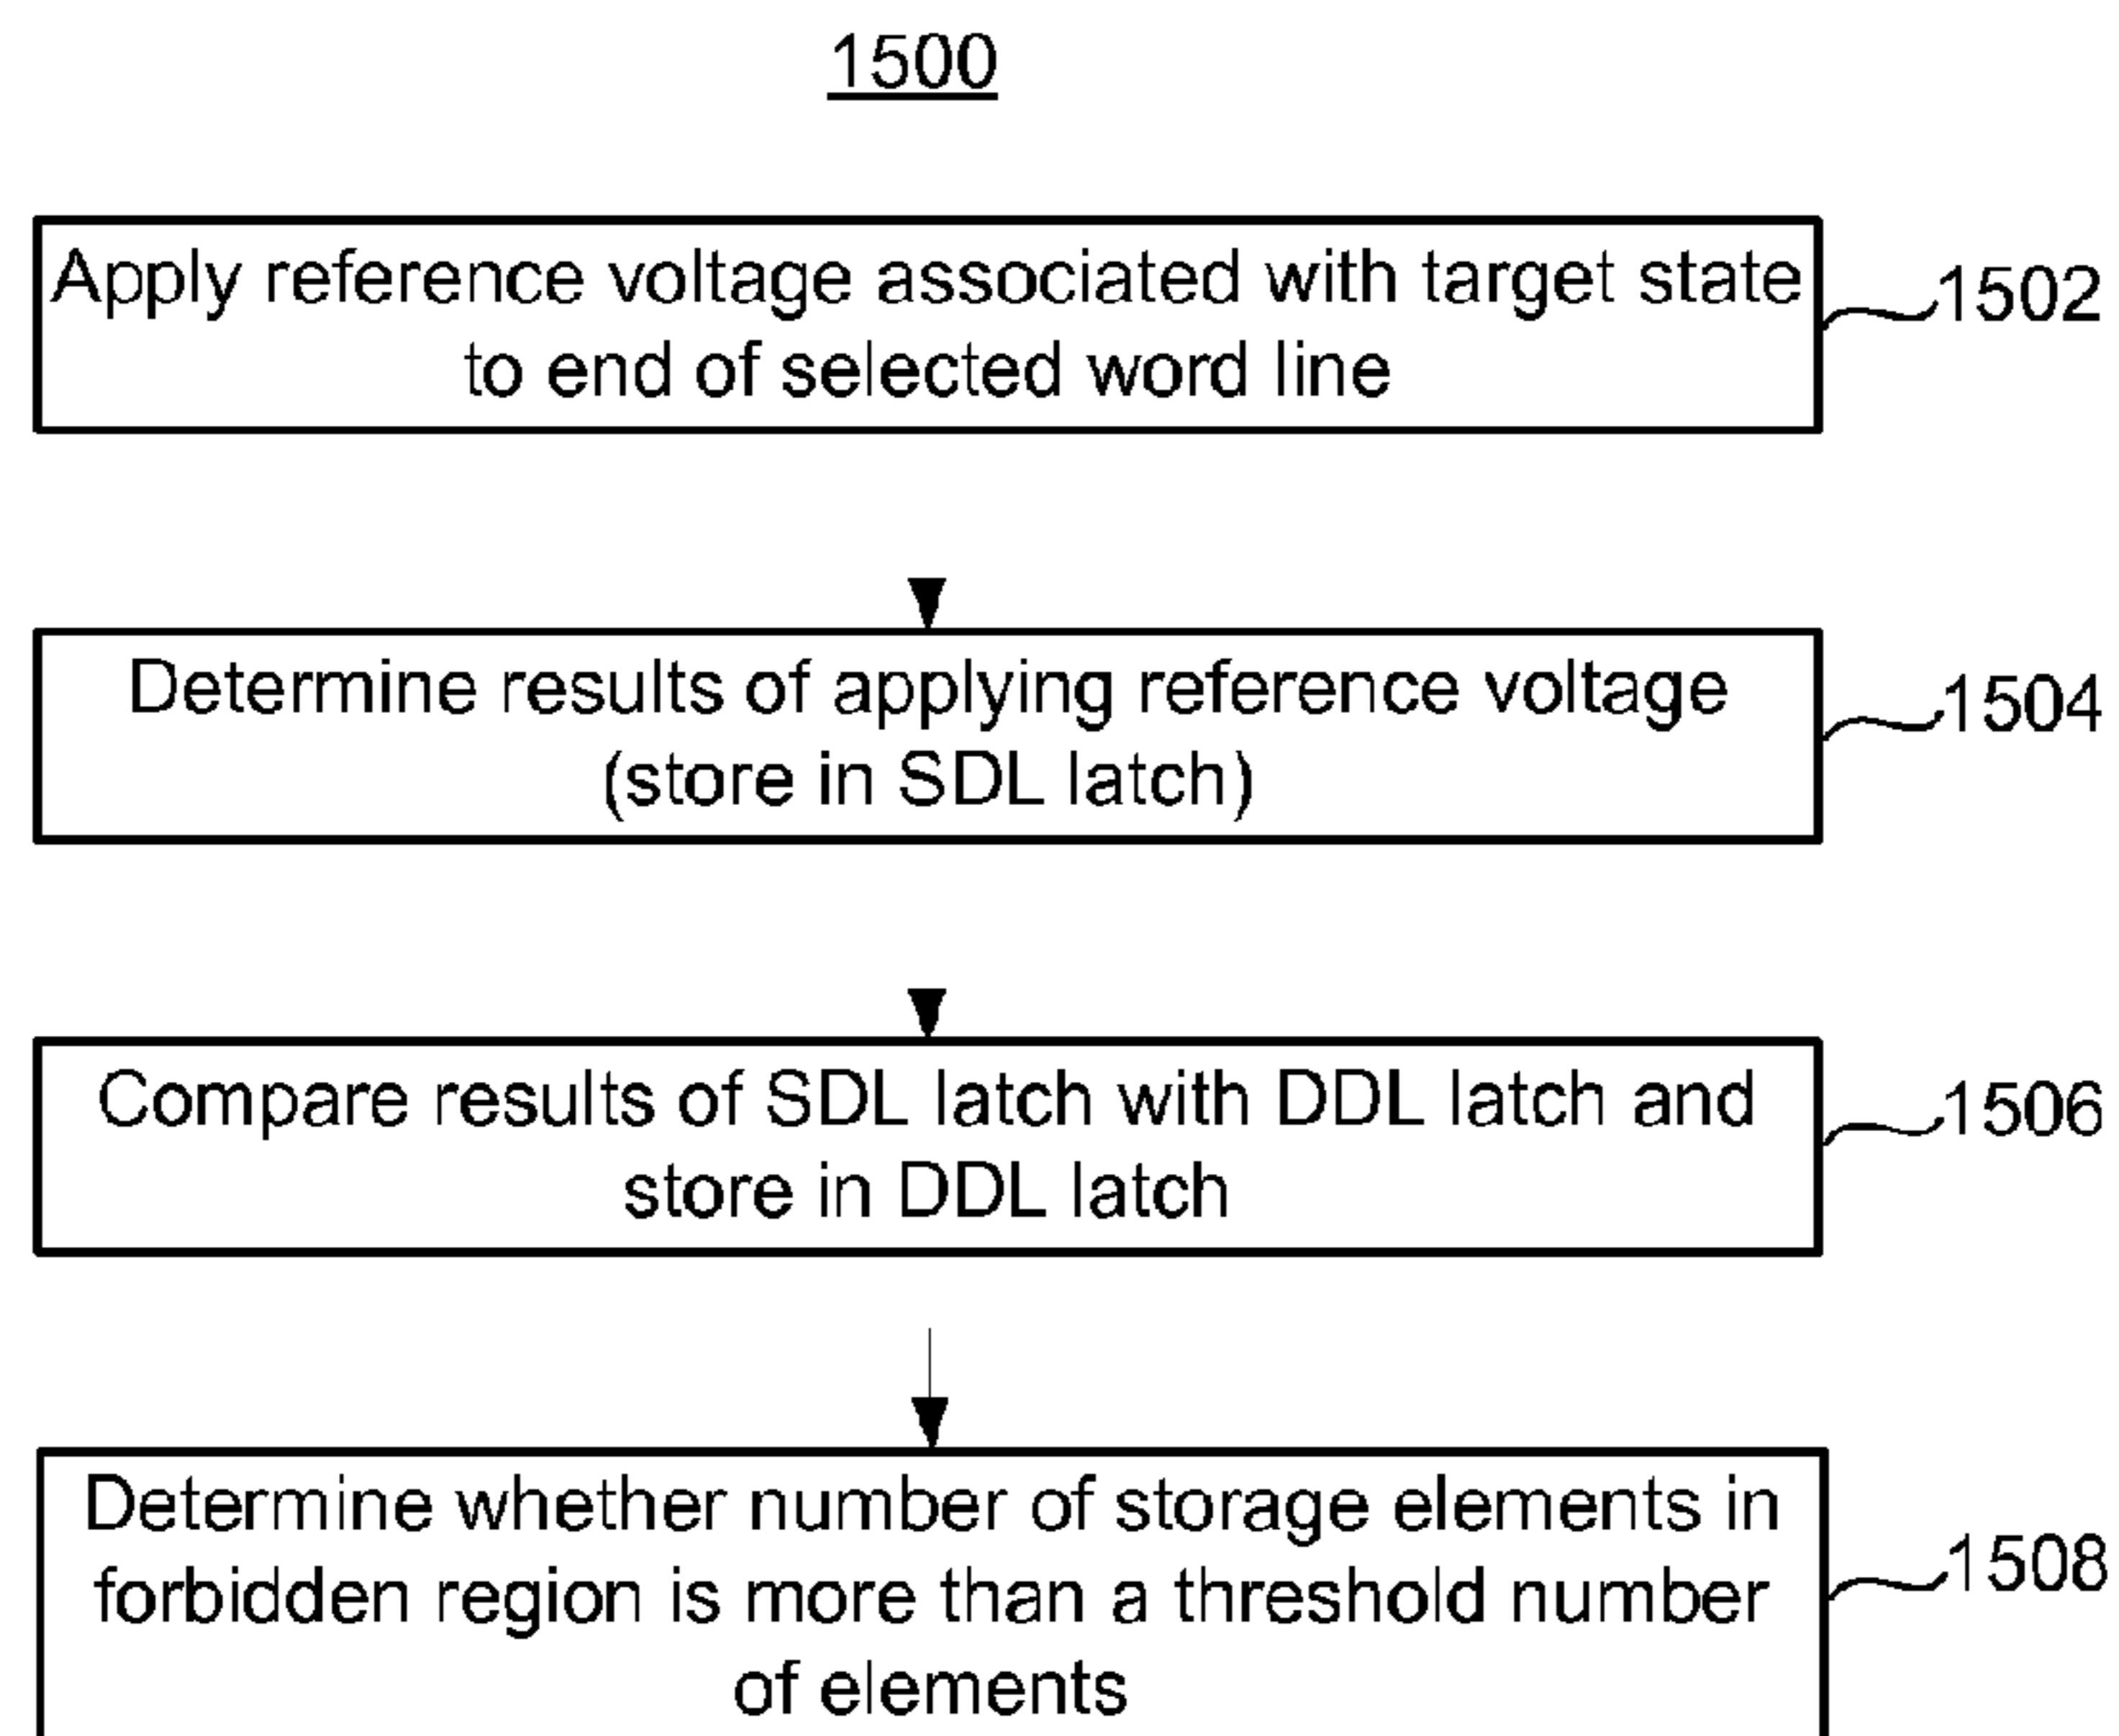 1500
Apply reference voltage associated with target state
to end of selected word line
1502
Determine results of applying reference voltage
(store in SDL latch)
1504
Compare results of SDL latch with DDL latch and
store in DDL latch
1506
Determine whether number of storage elements in
forbidden region is more than a threshold number
of elements
1508